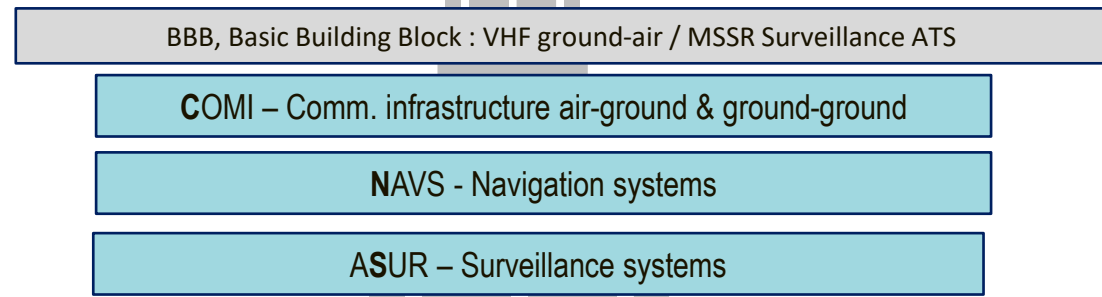 BBB, Basic Building Block : VHF ground-air / MSSR Surveillance ATS
COMI – Comm. infrastructure air-ground & ground-ground
NAVS - Navigation systems
ASUR – Surveillance systems